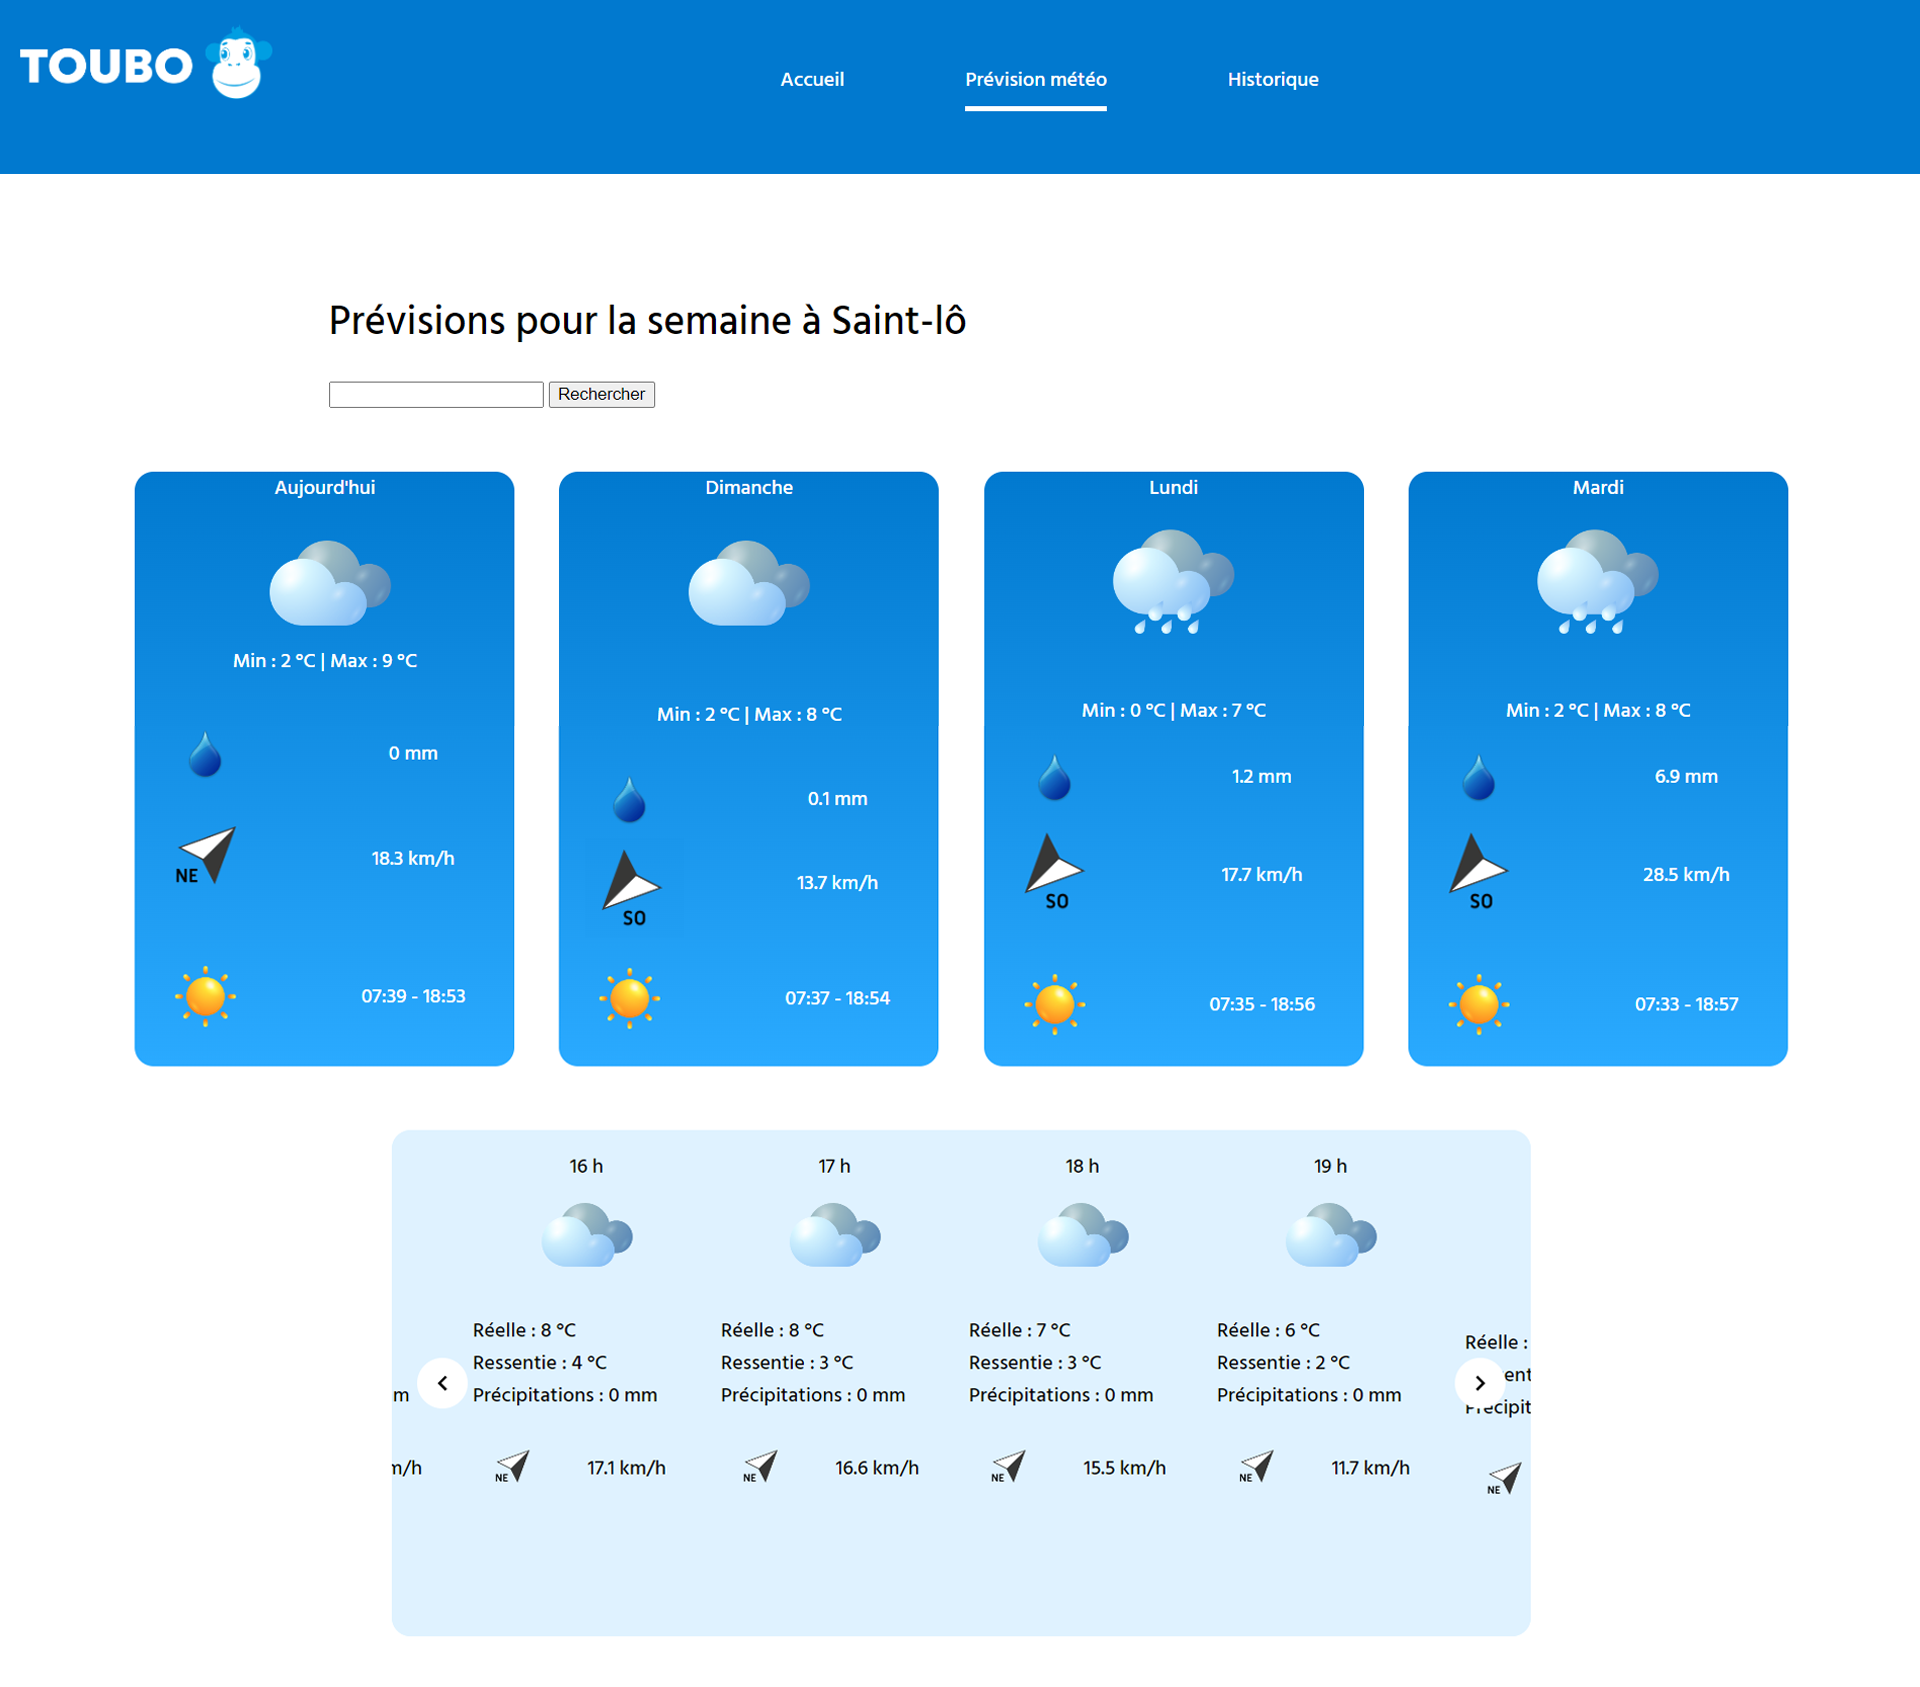 TOUBO
Accueil
Prévision météo
Historique
Prévisions pour la semaine à Saint-lô
Rechercher
Aujourd'hui
Min : 2 °C | Max : 9 °C
0 mm
NE
18.3 km/h
07:39 - 18:53
Dimanche
Min : 2 °C | Max : 8 °C
0.1 mm
SO
13.7 km/h
07:37 - 18:54
Lundi
Min : 0 °C | Max : 7 °C
1.2 mm
SO
17.7 km/h
07:35 - 18:56
Mardi
Min : 2 °C | Max : 8 °C
6.9 mm
SO
28.5 km/h
07:33 - 18:57
m
m/h
16 h
Réelle : 8 °C
Ressentie : 4 °C
Précipitations : 0 mm
NE
17.1 km/h
17 h
Réelle : 8 °C
Ressentie : 3 °C
Précipitations : 0 mm
NE
16.6 km/h
18 h
Réelle : 7 °C
Ressentie : 3 °C
Précipitations : 0 mm
NE
15.5 km/h
19 h
Réelle : 6 °C
Ressentie : 2 °C
Précipitations : 0 mm
NE
11.7 km/h
Réelle :
ent
Précipit
NE